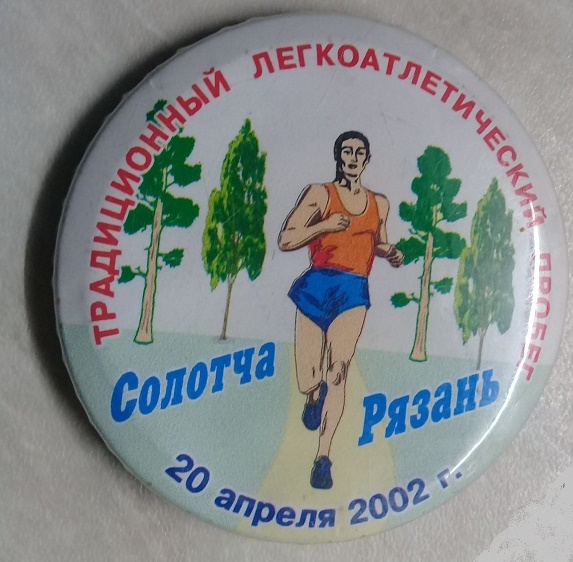 ТРАДИЦИОННЫЙ ЛЕГКОАТЛЕТИЧЕСКИЙ ПРОБЕГ
Солотча
Рязань
20 апреля 2002 г.